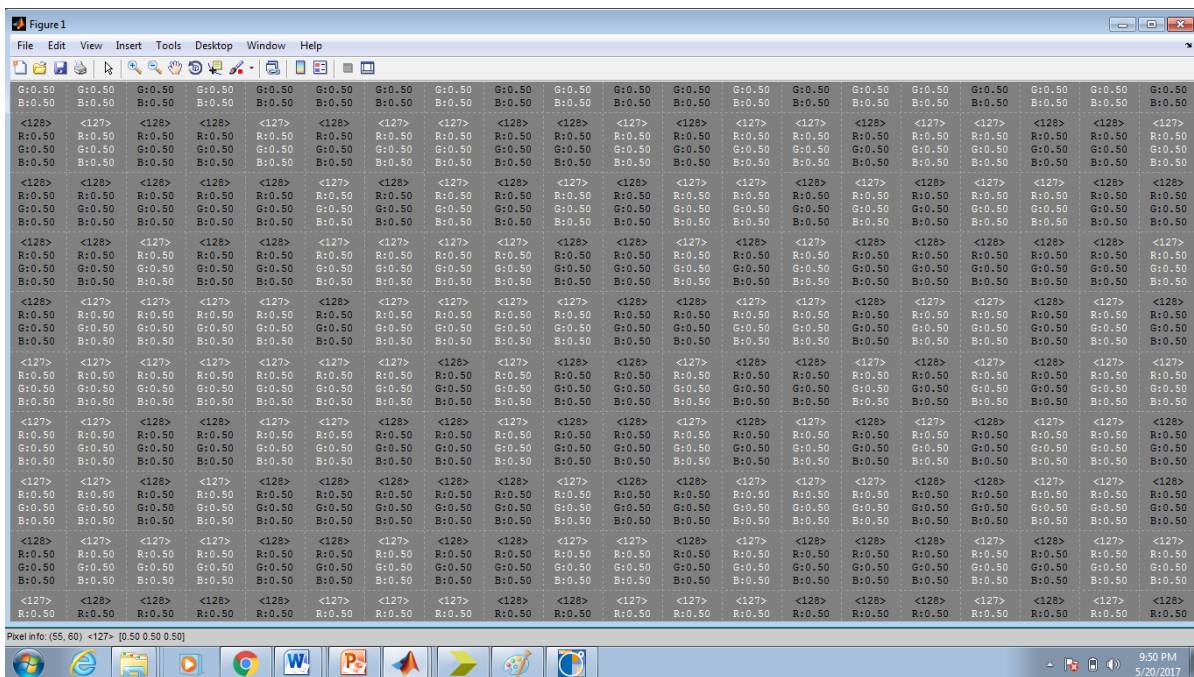 Figure 1
File Edit View Insert Tools Desktop Window Help
G:0.50 G:0.50 G:0.50 G:0.50 G:0.50 G:0.50 G:0.50 G:0.50 G:0.50 G:0.50 G:0.50 G:0.50 G:0.50 G:0.50 G:0.50 G:0.50 G:0.50 G:0.50 G:0.50 G:0.50
B:0.50 B:0.50 B:0.50 B:0.50 B:0.50 B:0.50 B:0.50 B:0.50 B:0.50 B:0.50 B:0.50 B:0.50 B:0.50 B:0.50 B:0.50 B:0.50 B:0.50 B:0.50 B:0.50 B:0.50
<128> <127> <128> <128> <127> <128> <127> <127> <128> <128> <127> <128> <127> <127> <128> <127> <127> <128> <128> <127>
R:0.50 R:0.50 R:0.50 R:0.50 R:0.50 R:0.50 R:0.50 R:0.50 R:0.50 R:0.50 R:0.50 R:0.50 R:0.50 R:0.50 R:0.50 R:0.50 R:0.50 R:0.50 R:0.50 R:0.50
G:0.50 G:0.50 G:0.50 G:0.50 G:0.50 G:0.50 G:0.50 G:0.50 G:0.50 G:0.50 G:0.50 G:0.50 G:0.50 G:0.50 G:0.50 G:0.50 G:0.50 G:0.50 G:0.50 G:0.50
B:0.50 B:0.50 B:0.50 B:0.50 B:0.50 B:0.50 B:0.50 B:0.50 B:0.50 B:0.50 B:0.50 B:0.50 B:0.50 B:0.50 B:0.50 B:0.50 B:0.50 B:0.50 B:0.50 B:0.50
<128> <128> <128> <128> <128> <127> <128> <127> <128> <127> <128> <127> <127> <128> <127> <128> <127> <127> <128> <128>
R:0.50 R:0.50 R:0.50 R:0.50 R:0.50 R:0.50 R:0.50 R:0.50 R:0.50 R:0.50 R:0.50 R:0.50 R:0.50 R:0.50 R:0.50 R:0.50 R:0.50 R:0.50 R:0.50 R:0.50
G:0.50 G:0.50 G:0.50 G:0.50 G:0.50 G:0.50 G:0.50 G:0.50 G:0.50 G:0.50 G:0.50 G:0.50 G:0.50 G:0.50 G:0.50 G:0.50 G:0.50 G:0.50 G:0.50 G:0.50
B:0.50 B:0.50 B:0.50 B:0.50 B:0.50 B:0.50 B:0.50 B:0.50 B:0.50 B:0.50 B:0.50 B:0.50 B:0.50 B:0.50 B:0.50 B:0.50 B:0.50 B:0.50 B:0.50 B:0.50
<128> <128> <127> <128> <128> <127> <127> <127> <127> <128> <128> <127> <128> <127> <128> <128> <128> <128> <128> <127>
R:0.50 R:0.50 R:0.50 R:0.50 R:0.50 R:0.50 R:0.50 R:0.50 R:0.50 R:0.50 R:0.50 R:0.50 R:0.50 R:0.50 R:0.50 R:0.50 R:0.50 R:0.50 R:0.50 R:0.50
G:0.50 G:0.50 G:0.50 G:0.50 G:0.50 G:0.50 G:0.50 G:0.50 G:0.50 G:0.50 G:0.50 G:0.50 G:0.50 G:0.50 G:0.50 G:0.50 G:0.50 G:0.50 G:0.50 G:0.50
B:0.50 B:0.50 B:0.50 B:0.50 B:0.50 B:0.50 B:0.50 B:0.50 B:0.50 B:0.50 B:0.50 B:0.50 B:0.50 B:0.50 B:0.50 B:0.50 B:0.50 B:0.50 B:0.50 B:0.50
<128> <127> <127> <127> <127> <128> <127> <127> <127> <127> <128> <128> <127> <127> <128> <127> <127> <128> <127> <128>
R:0.50 R:0.50 R:0.50 R:0.50 R:0.50 R:0.50 R:0.50 R:0.50 R:0.50 R:0.50 R:0.50 R:0.50 R:0.50 R:0.50 R:0.50 R:0.50 R:0.50 R:0.50 R:0.50 R:0.50
G:0.50 G:0.50 G:0.50 G:0.50 G:0.50 G:0.50 G:0.50 G:0.50 G:0.50 G:0.50 G:0.50 G:0.50 G:0.50 G:0.50 G:0.50 G:0.50 G:0.50 G:0.50 G:0.50 G:0.50
B:0.50 B:0.50 B:0.50 B:0.50 B:0.50 B:0.50 B:0.50 B:0.50 B:0.50 B:0.50 B:0.50 B:0.50 B:0.50 B:0.50 B:0.50 B:0.50 B:0.50 B:0.50 B:0.50 B:0.50
<127> <127> <127> <127> <127> <127> <127> <128> <127> <128> <128> <127> <128> <128> <127> <128> <127> <128> <127> <127>
R:0.50 R:0.50 R:0.50 R:0.50 R:0.50 R:0.50 R:0.50 R:0.50 R:0.50 R:0.50 R:0.50 R:0.50 R:0.50 R:0.50 R:0.50 R:0.50 R:0.50 R:0.50 R:0.50 R:0.50
G:0.50 G:0.50 G:0.50 G:0.50 G:0.50 G:0.50 G:0.50 G:0.50 G:0.50 G:0.50 G:0.50 G:0.50 G:0.50 G:0.50 G:0.50 G:0.50 G:0.50 G:0.50 G:0.50 G:0.50
B:0.50 B:0.50 B:0.50 B:0.50 B:0.50 B:0.50 B:0.50 B:0.50 B:0.50 B:0.50 B:0.50 B:0.50 B:0.50 B:0.50 B:0.50 B:0.50 B:0.50 B:0.50 B:0.50 B:0.50
<127> <127> <128> <128> <127> <127> <128> <128> <127> <128> <128> <127> <128> <127> <128> <127> <128> <127> <127> <128>
R:0.50 R:0.50 R:0.50 R:0.50 R:0.50 R:0.50 R:0.50 R:0.50 R:0.50 R:0.50 R:0.50 R:0.50 R:0.50 R:0.50 R:0.50 R:0.50 R:0.50 R:0.50 R:0.50 R:0.50
G:0.50 G:0.50 G:0.50 G:0.50 G:0.50 G:0.50 G:0.50 G:0.50 G:0.50 G:0.50 G:0.50 G:0.50 G:0.50 G:0.50 G:0.50 G:0.50 G:0.50 G:0.50 G:0.50 G:0.50
B:0.50 B:0.50 B:0.50 B:0.50 B:0.50 B:0.50 B:0.50 B:0.50 B:0.50 B:0.50 B:0.50 B:0.50 B:0.50 B:0.50 B:0.50 B:0.50 B:0.50 B:0.50 B:0.50 B:0.50
<127> <127> <128> <127> <128> <128> <128> <128> <128> <127> <128> <128> <127> <127> <127> <128> <128> <127> <127> <128>
R:0.50 R:0.50 R:0.50 R:0.50 R:0.50 R:0.50 R:0.50 R:0.50 R:0.50 R:0.50 R:0.50 R:0.50 R:0.50 R:0.50 R:0.50 R:0.50 R:0.50 R:0.50 R:0.50 R:0.50
G:0.50 G:0.50 G:0.50 G:0.50 G:0.50 G:0.50 G:0.50 G:0.50 G:0.50 G:0.50 G:0.50 G:0.50 G:0.50 G:0.50 G:0.50 G:0.50 G:0.50 G:0.50 G:0.50 G:0.50
B:0.50 B:0.50 B:0.50 B:0.50 B:0.50 B:0.50 B:0.50 B:0.50 B:0.50 B:0.50 B:0.50 B:0.50 B:0.50 B:0.50 B:0.50 B:0.50 B:0.50 B:0.50 B:0.50 B:0.50
<128> <127> <127> <127> <128> <128> <127> <128> <128> <127> <127> <128> <127> <128> <128> <128> <127> <128> <127> <127>
R:0.50 R:0.50 R:0.50 R:0.50 R:0.50 R:0.50 R:0.50 R:0.50 R:0.50 R:0.50 R:0.50 R:0.50 R:0.50 R:0.50 R:0.50 R:0.50 R:0.50 R:0.50 R:0.50 R:0.50
G:0.50 G:0.50 G:0.50 G:0.50 G:0.50 G:0.50 G:0.50 G:0.50 G:0.50 G:0.50 G:0.50 G:0.50 G:0.50 G:0.50 G:0.50 G:0.50 G:0.50 G:0.50 G:0.50 G:0.50
B:0.50 B:0.50 B:0.50 B:0.50 B:0.50 B:0.50 B:0.50 B:0.50 B:0.50 B:0.50 B:0.50 B:0.50 B:0.50 B:0.50 B:0.50 B:0.50 B:0.50 B:0.50 B:0.50 B:0.50
<127> <128> <128> <128> <128> <127> <127> <128> <127> <128> <127> <127> <127> <128> <128> <128> <127> <128> <127> <128>
R:0.50 R:0.50 R:0.50 R:0.50 R:0.50 R:0.50 R:0.50 R:0.50 R:0.50 R:0.50 R:0.50 R:0.50 R:0.50 R:0.50 R:0.50 R:0.50 R:0.50 R:0.50 R:0.50 R:0.50
Pixel info: (55, 60) <127> [0.50 0.50 0.50]
9:50 PM
5/20/2017